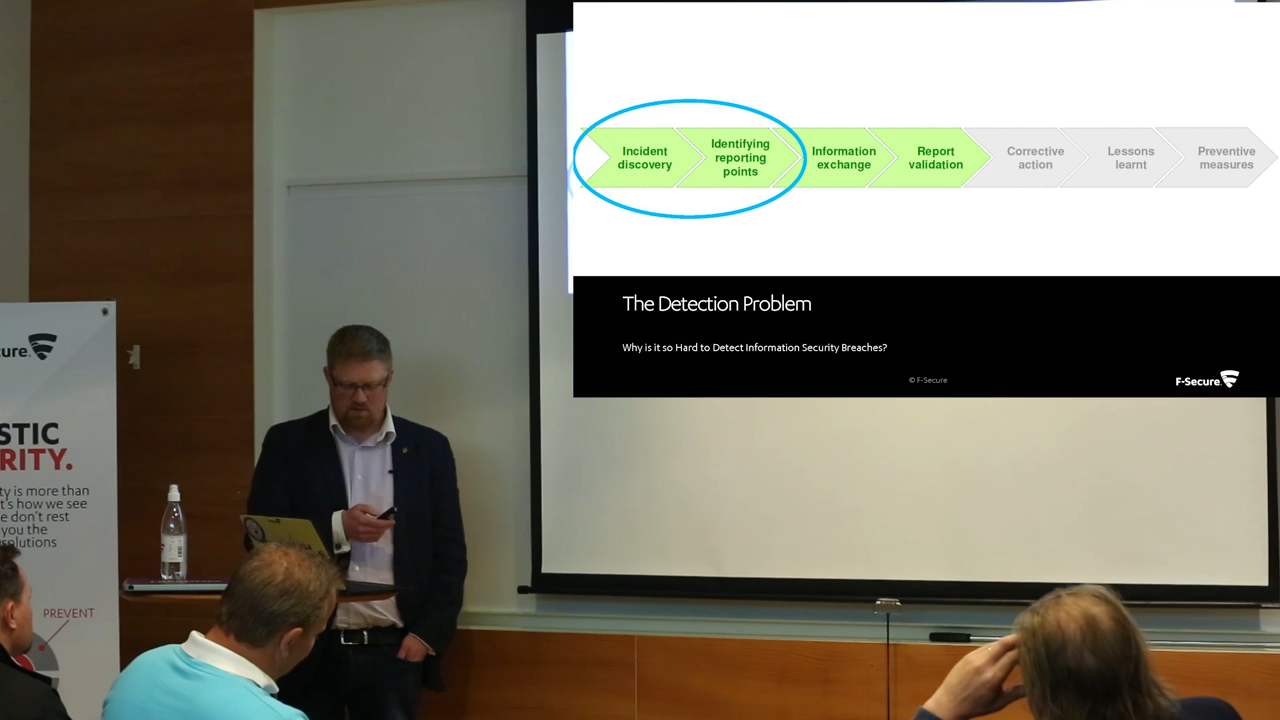 Incident
discovery
Identifying
reporting
points
Information
exchange
Report
validation
Corrective
action
Lessons
learnt
Preventive
measures
The Detection Problem
Why is it so Hard to Detect Information Security Breaches?
© F-Secure
F-Secure.
cure.
STIC
RITY.
ty is more than
t's how we see
e don't rest
you the
solutions
PREVENT